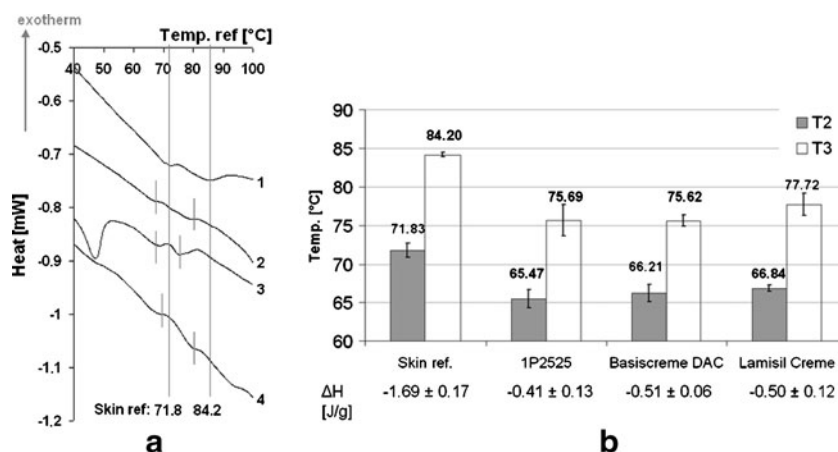 exotherm
Temp. ref [°C]
-0.5
40 50 60 70 80 90 100
-0.6
-0.7
-0.8
-0.9
-1
-1.1
-1.2
Heat [mW]
1
2
3
4
Skin ref: 71.8 84.2
a
90
85
80
75
70
65
60
Temp. [°C]
T2
T3
71.83
84.20
65.47
75.69
66.21
75.62
66.84
77.72
Skin ref. 1P2525 Basiscreme DAC Lamisil Creme
ΔH -1.69 ± 0.17 -0.41 ± 0.13 -0.51 ± 0.06 -0.50 ± 0.12
[J/g]
b